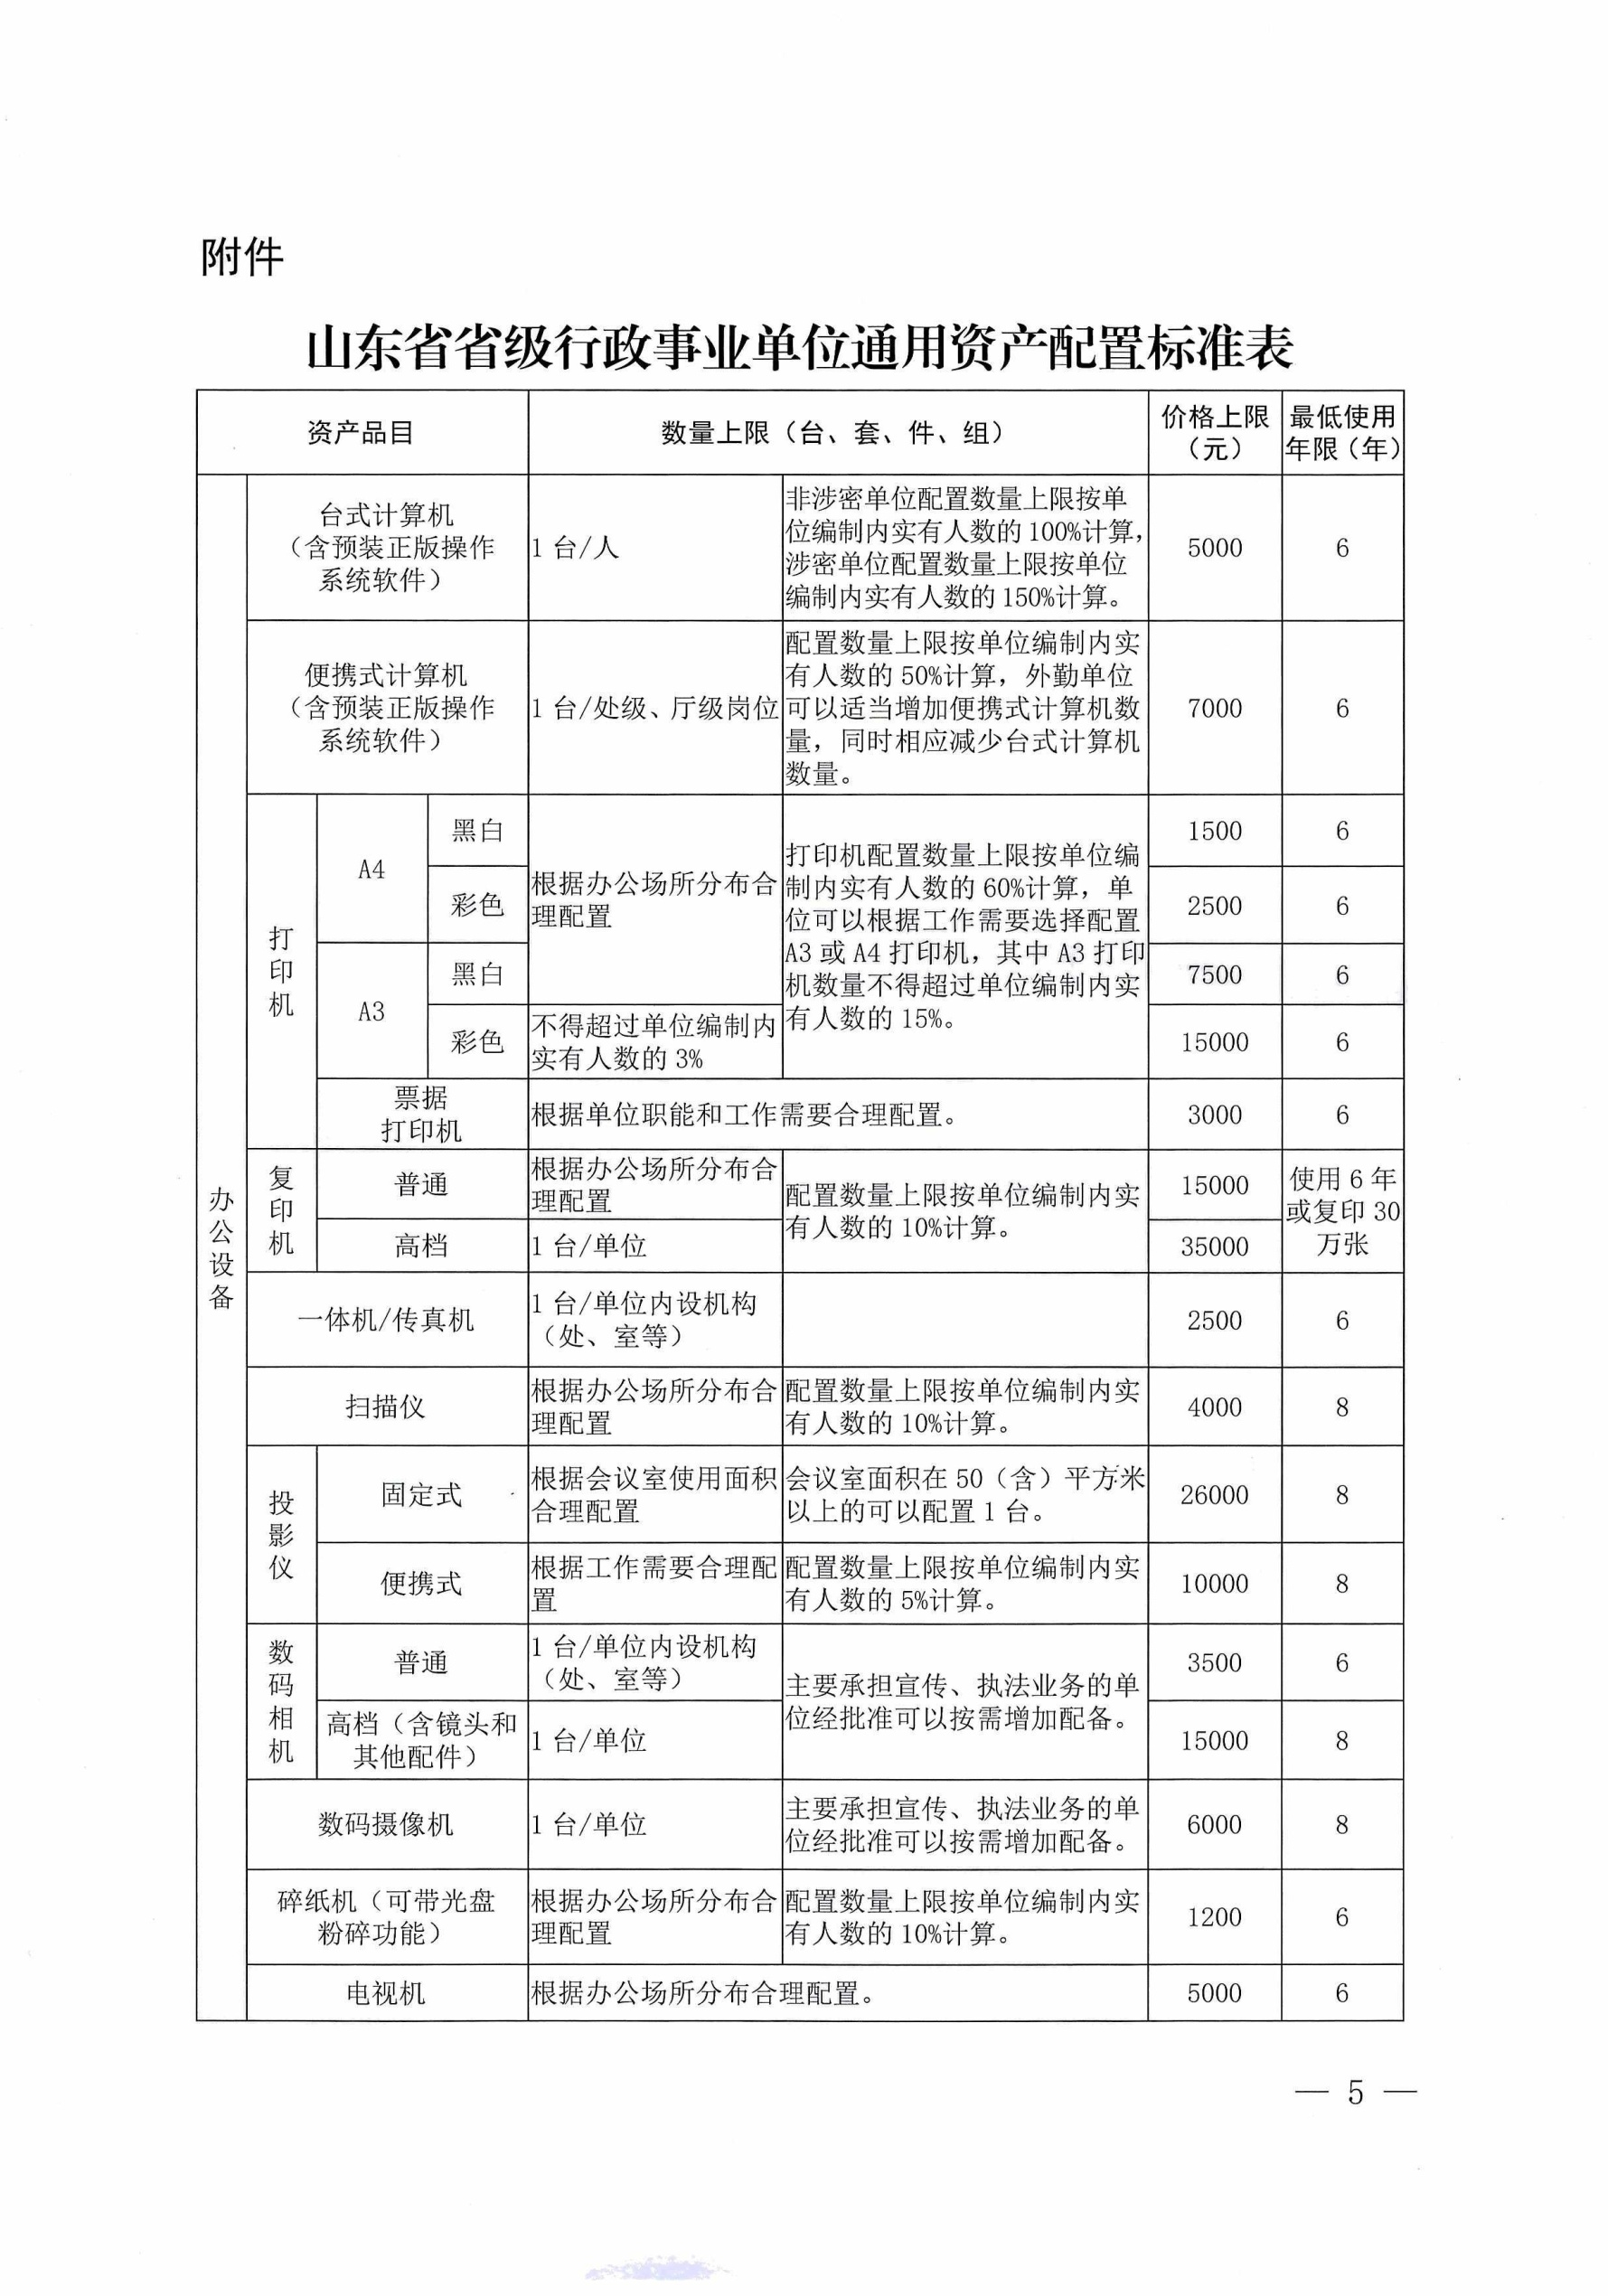 附件
山东省省级行政事业单位通用资产配置标准表
资产品目
数量上限（台、套、件、组）
价格上限
（元）
最低使用
年限（年）
办
公
设
备
台式计算机
（含预装正版操作
系统软件）
1 台/人
非涉密单位配置数量上限按单
位编制内实有人数的 100%计算，
涉密单位配置数量上限按单位
编制内实有人数的 150%计算。
5000
6
便携式计算机
（含预装正版操作
系统软件）
1 台/处级、厅级岗位
配置数量上限按单位编制内实
有人数的 50%计算，外勤单位
可以适当增加便携式计算机数
量，同时相应减少台式计算机
数量。
7000
6
打
印
机
A4
黑白
根据办公场所分布合
理配置
打印机配置数量上限按单位编
制内实有人数的 60%计算，单
位可以根据工作需要选择配置
A3 或 A4 打印机，其中 A3 打印
机数量不得超过单位编制内实
有人数的 15%。
1500
6
彩色
2500
6
A3
黑白
7500
6
彩色
不得超过单位编制内
实有人数的 3%
15000
6
票据
打印机
根据单位职能和工作需要合理配置。
3000
6
复
印
机
普通
根据办公场所分布合
理配置
配置数量上限按单位编制内实
有人数的 10%计算。
15000
使用 6 年
或复印 30
万张
高档
1 台/单位
35000
一体机/传真机
1 台/单位内设机构
（处、室等）
2500
6
扫描仪
根据办公场所分布合
理配置
配置数量上限按单位编制内实
有人数的 10%计算。
4000
8
投
影
仪
固定式
根据会议室使用面积
合理配置
会议室面积在 50（含）平方米
以上的可以配置 1 台。
26000
8
便携式
根据工作需要合理配
置
配置数量上限按单位编制内实
有人数的 5%计算。
10000
8
数
码
相
机
普通
1 台/单位内设机构
（处、室等）
主要承担宣传、执法业务的单
位经批准可以按需增加配备。
3500
6
高档（含镜头和
其他配件）
1 台/单位
15000
8
数码摄像机
1 台/单位
主要承担宣传、执法业务的单
位经批准可以按需增加配备。
6000
8
碎纸机（可带光盘
粉碎功能）
根据办公场所分布合
理配置
配置数量上限按单位编制内实
有人数的 10%计算。
1200
6
电视机
根据办公场所分布合理配置。
5000
6
— 5 —